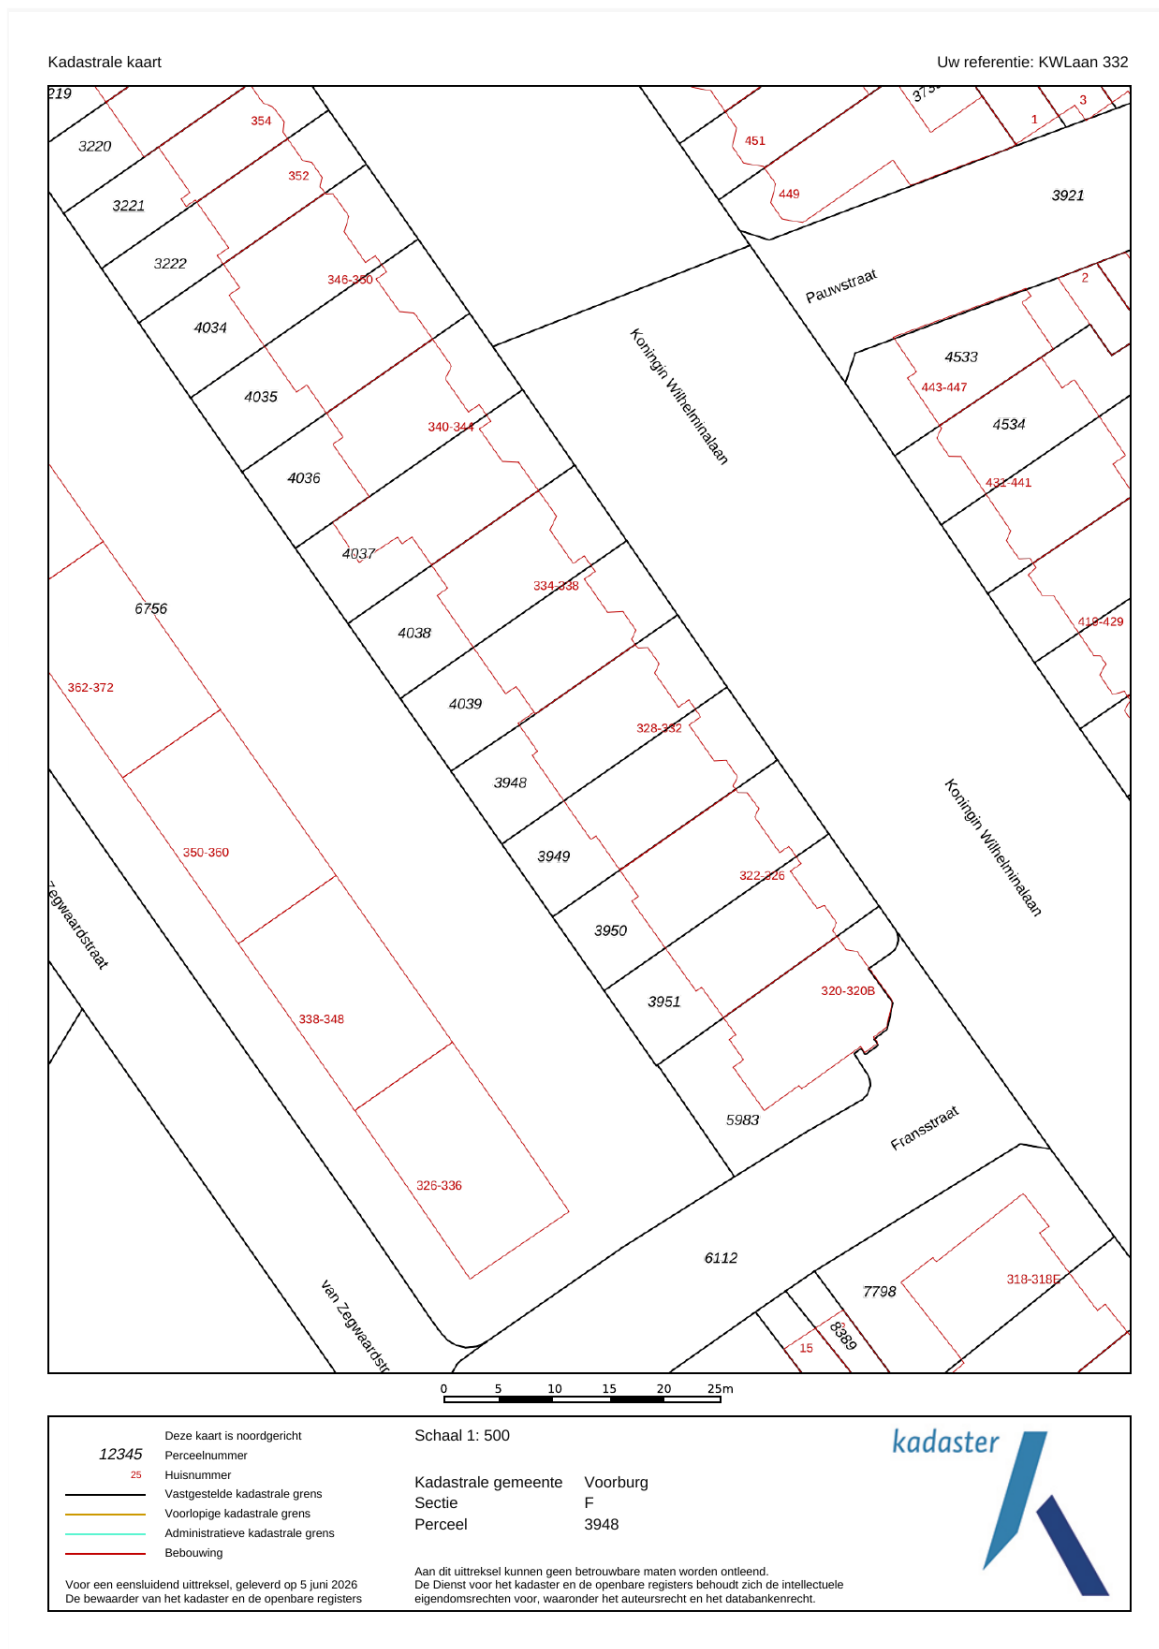 Kadastrale kaart
Uw referentie: KWLaan 332
219
3220
3221
3222
4034
4035
4036
4037
4038
4039
3948
3949
3950
3951
5983
354
352
346-350
340-344
334-338
328-332
322-326
320-320B
451
449
1
3
3921
Pauwstraat
2
4533
443-447
4534
431-441
419-429
Koningin Wilhelminalaan
Koningin Wilhelminalaan
6756
362-372
350-360
338-348
326-336
Zegwaardstraat
van Zegwaardstr
Fransstraat
6112
7798
318-318E
8389
15
0 5 10 15 20 25m
Deze kaart is noordgericht
12345 Perceelnummer
25 Huisnummer
Vastgestelde kadastrale grens
Voorlopige kadastrale grens
Administratieve kadastrale grens
Bebouwing
Voor een eensluidend uittreksel, geleverd op 5 juni 2026
De bewaarder van het kadaster en de openbare registers
Schaal 1: 500
Kadastrale gemeente Voorburg
Sectie F
Perceel 3948
Aan dit uittreksel kunnen geen betrouwbare maten worden ontleend.
De Dienst voor het kadaster en de openbare registers behoudt zich de intellectuele
eigendomsrechten voor, waaronder het auteursrecht en het databankenrecht.
kadaster